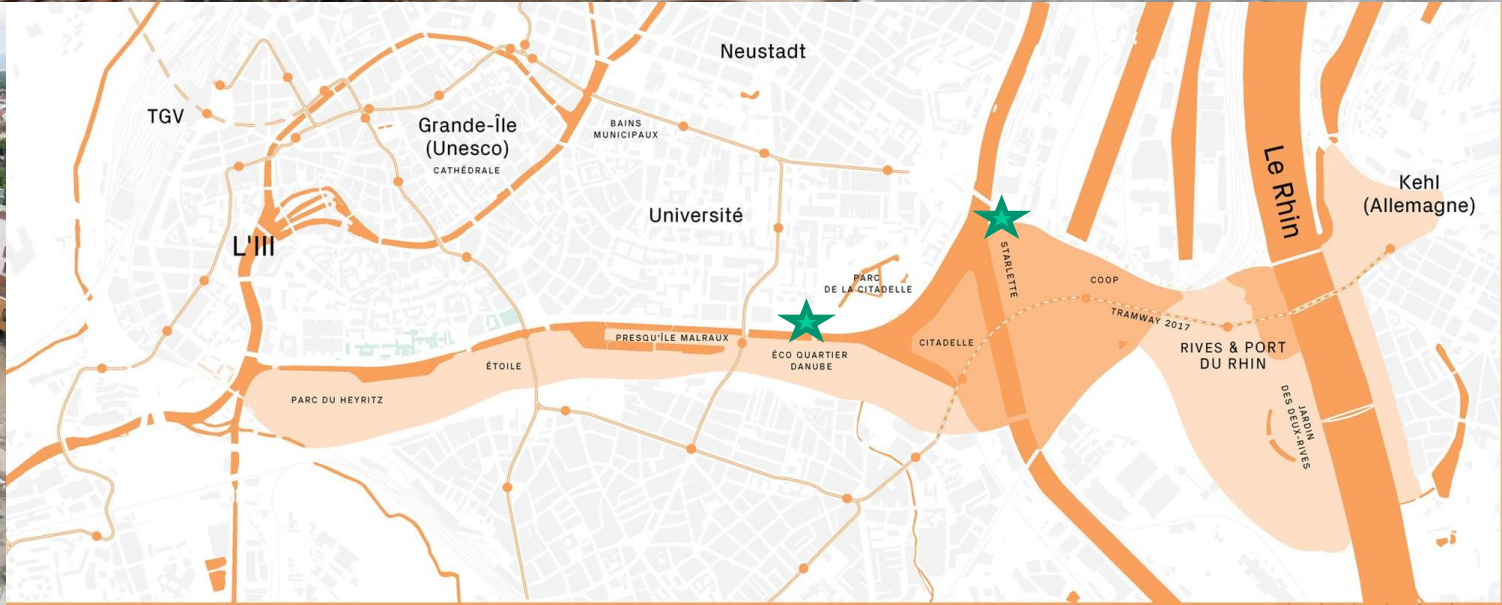 Neustadt
TGV
Grande-Île
(Unesco)
CATHÉDRALE
BAINS
MUNICIPAUX
Université
L'Ill
PARC
DE LA CITADELLE
STARLETTE
COOP
TRAMWAY 2017
Le Rhin
Kehl
(Allemagne)
PRESQU'ÎLE MALRAUX
ÉTOILE
ÉCO QUARTIER
DANUBE
CITADELLE
RIVES & PORT
DU RHIN
PARC DU HEYRITZ
JARDIN
DES DEUX-RIVES